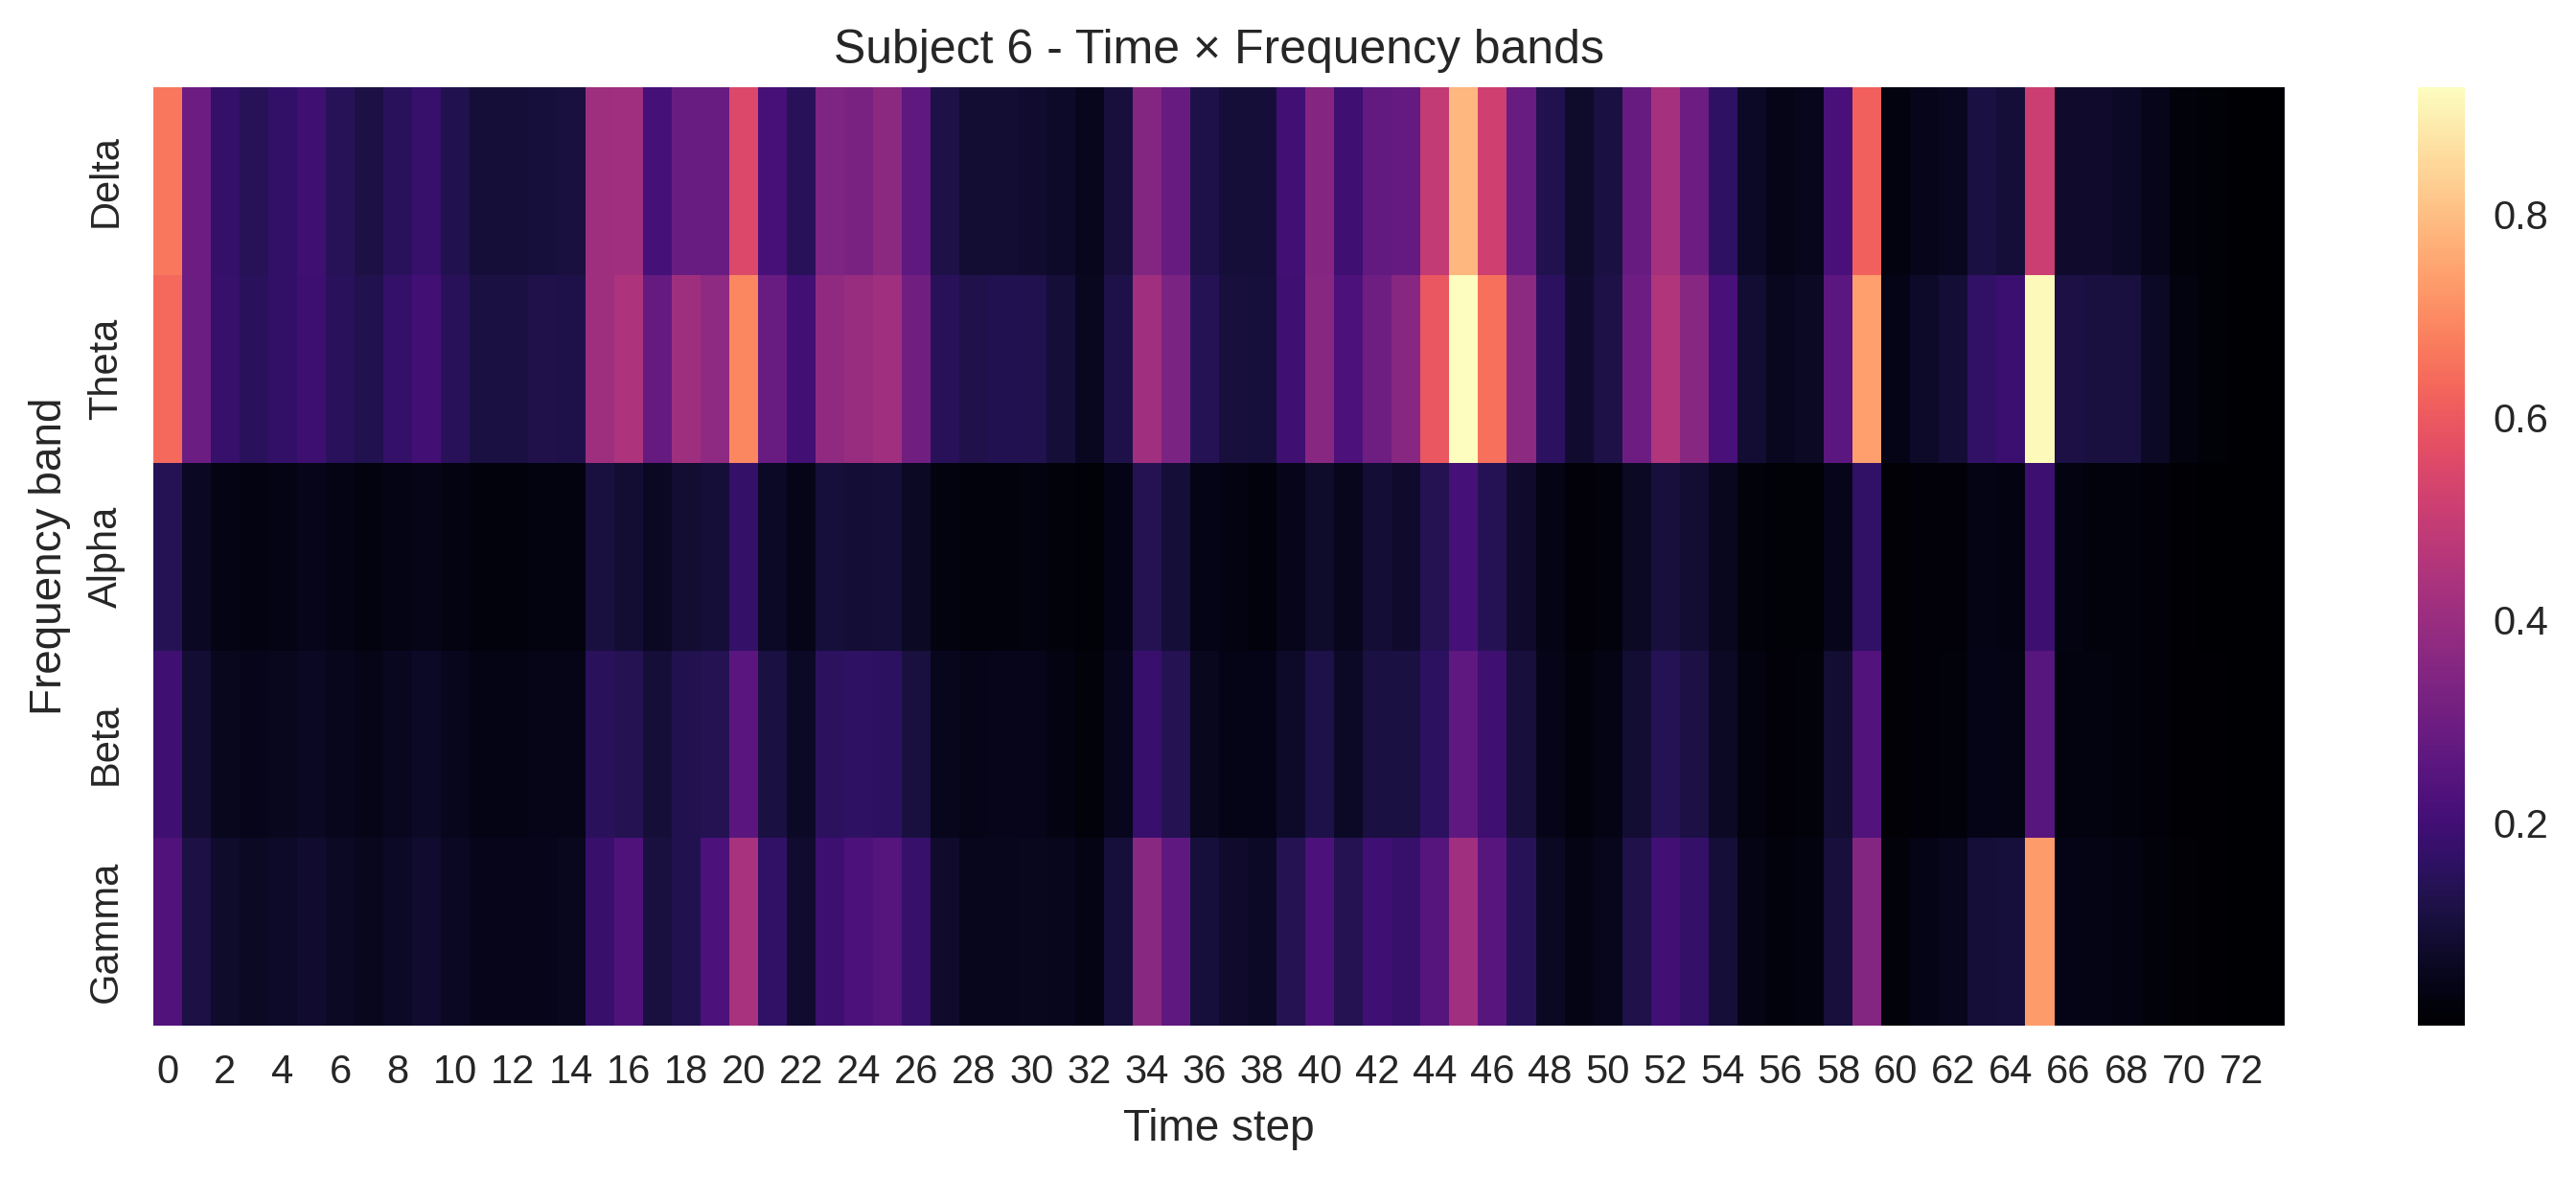 Subject 6 - Time × Frequency bands
Frequency band
Delta
Theta
Alpha
Beta
Gamma
0 2 4 6 8 10 12 14 16 18 20 22 24 26 28 30 32 34 36 38 40 42 44 46 48 50 52 54 56 58 60 62 64 66 68 70 72
Time step
0.8
0.6
0.4
0.2